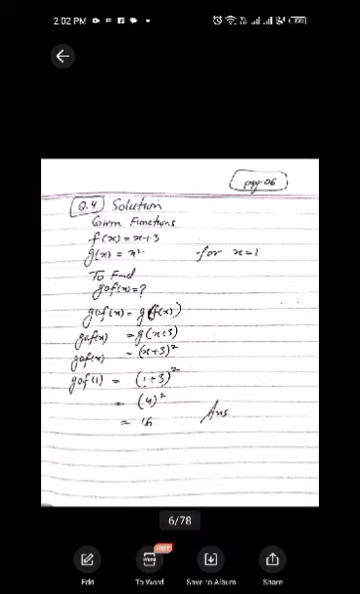 2:02 PM
page 06
Q.4 Solution
Given Functions
f(x) = x+3
g(x) = x² for x=1
To Find
gof(x)=?
gof(x) = g(f(x))
gof(x) = g(x+3)
gof(x) = (x+3)²
gof(1) = (1+3)²
= (4)²
= 16 Ans
6/78
Edit To Word Save to Album Share